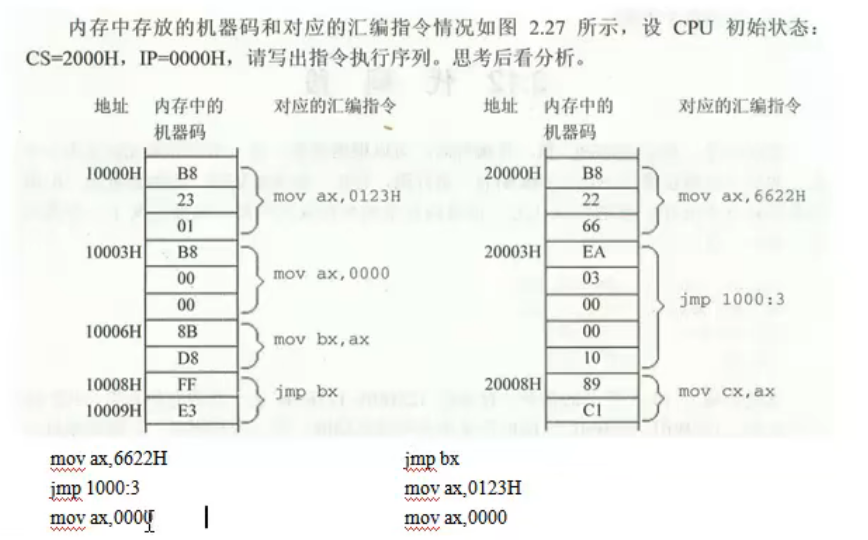 内存中存放的机器码和对应的汇编指令情况如图 2.27 所示，设 CPU 初始状态：
CS=2000H，IP=0000H，请写出指令执行序列。思考后看分析。
地址 内存中的 对应的汇编指令
机器码
10000H B8
23 mov ax,0123H
01
10003H B8
00 mov ax,0000
00
10006H 8B
mov bx,ax
D8
10008H FF
jmp bx
10009H E3
地址 内存中的 对应的汇编指令
机器码
20000H B8
22 mov ax,6622H
66
20003H EA
03
00 jmp 1000:3
00
10
20008H 89
mov cx,ax
C1
mov ax,6622H
jmp 1000:3
mov ax,0000
jmp bx
mov ax,0123H
mov ax,0000